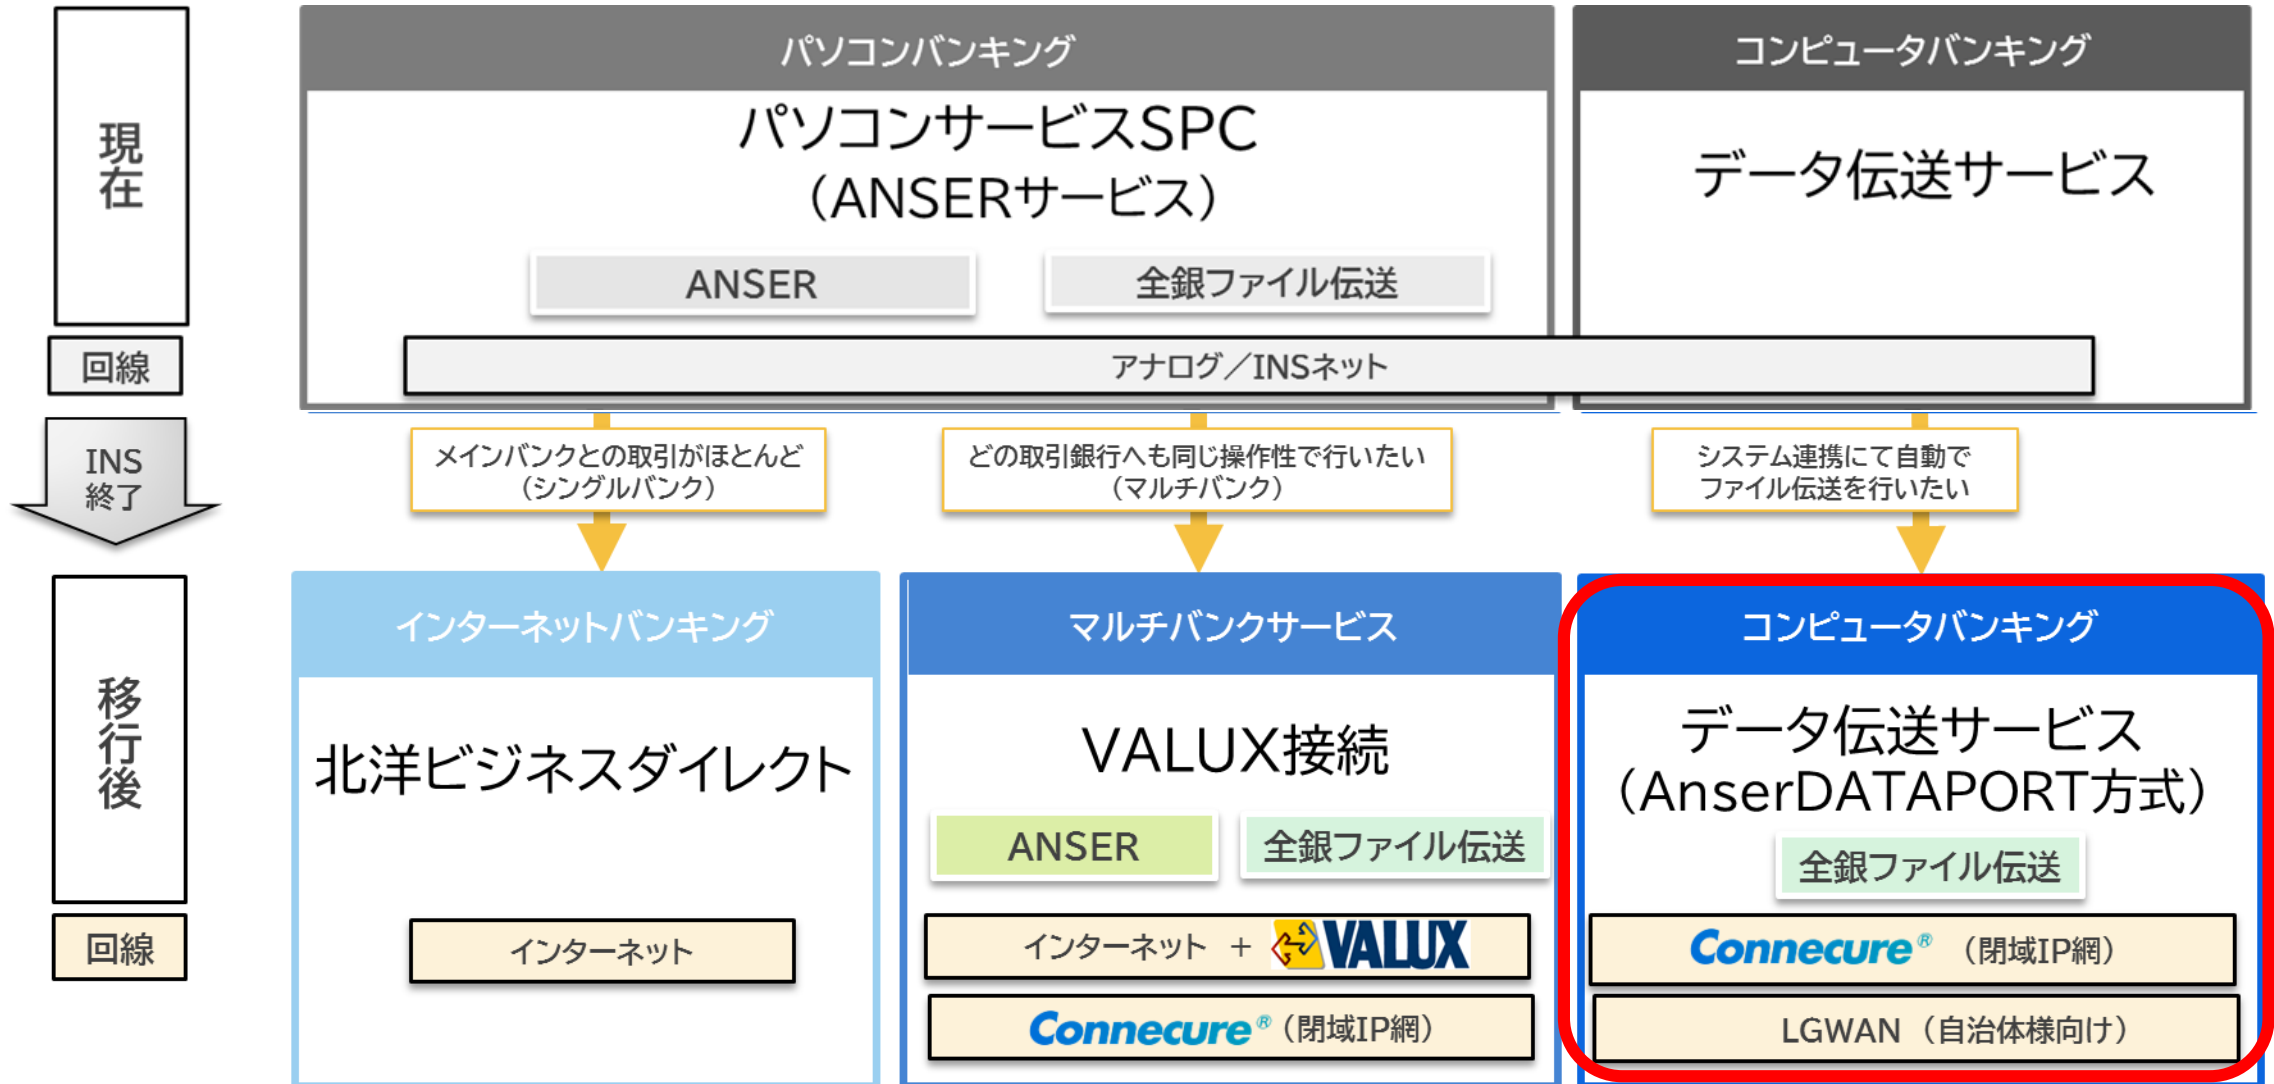 現在
パソコンバンキング
パソコンサービスSPC
（ANSERサービス）
ANSER
全銀ファイル伝送
コンピュータバンキング
データ伝送サービス
回線
アナログ／INSネット
INS
終了
メインバンクとの取引がほとんど
（シングルバンク）
どの取引銀行へも同じ操作性で行いたい
（マルチバンク）
システム連携にて自動で
ファイル伝送を行いたい
移行後
インターネットバンキング
北洋ビジネスダイレクト
マルチバンクサービス
VALUX接続
ANSER
全銀ファイル伝送
コンピュータバンキング
データ伝送サービス
（AnserDATAPORT方式）
全銀ファイル伝送
回線
インターネット
インターネット ＋ VALUX
Connecure® （閉域IP網）
Connecure® （閉域IP網）
LGWAN （自治体様向け）